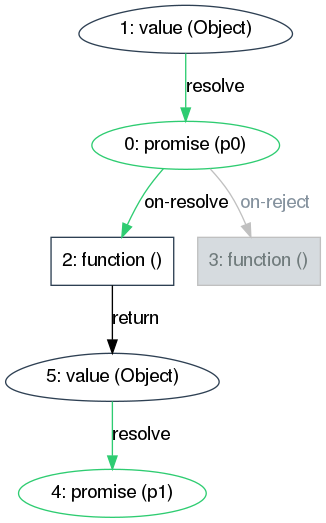 1: value (Object)
resolve
0: promise (p0)
on-resolve
on-reject
2: function ()
3: function ()
return
5: value (Object)
resolve
4: promise (p1)